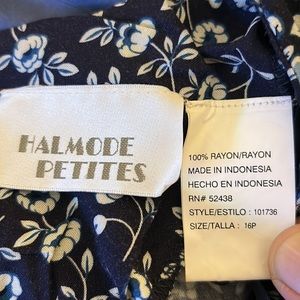 HALMODE
PETITES
100% RAYON/RAYON
MADE IN INDONESIA
HECHO EN INDONESIA
RN# 52438
STYLE/ESTILO : 101736
SIZE/TALLA : 16P